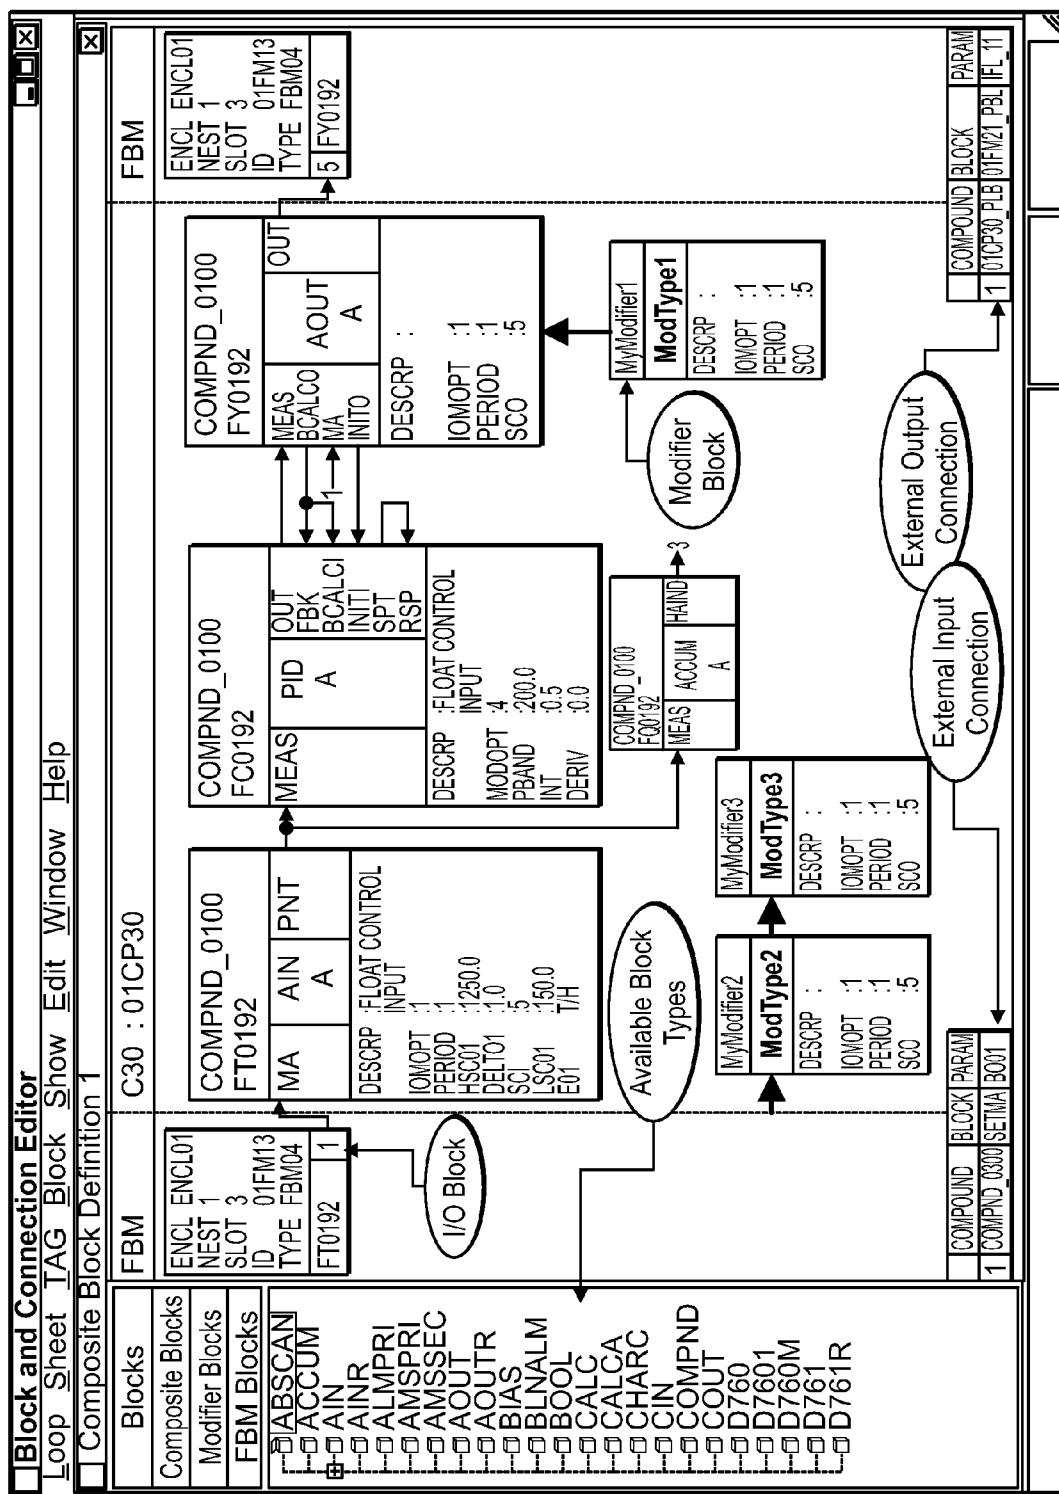 Block and Connection Editor
Loop Sheet TAG Block Show Edit Window Help
Composite Block Definition 1
Blocks
Composite Blocks
Modifier Blocks
FBM Blocks
ABSCAN
ACCUM
AIN
AINR
ALMPRI
AMSPRI
AMSSEC
AOUT
AOUTR
BIAS
BLNALM
BOOL
CALC
CALCA
CHARC
CIN
COMPND
COUT
D760
D7601
D760M
D761
D761R
FBM
C30 : 01CP30
FBM
ENCL ENCL01
NEST 1
SLOT 3
ID 01FM13
TYPE FBM04
FT0192 1
I/O Block
COMPND_0100
FT0192
MA AIN PNT
A
DESCRP :FLOAT CONTROL
INPUT
IOMOPT :1
PERIOD :1
HSC01 :1250.0
DELTO1 :1.0
SCI :5
LSC01 :150.0
E01 T/H
COMPND_0100
FC0192
MEAS PID OUT
A FBK
BCALCI
INITI
SPT
RSP
DESCRP :FLOAT CONTROL
INPUT
MODOPT :4
PBAND :200.0
INT :0.5
DERIV :0.0
1
COMPND_0100
FY0192
MEAS AOUT OUT
BCALCO A
MA
INITO
DESCRP :
IOMOPT :1
PERIOD :1
SCO :5
ENCL ENCL01
NEST 1
SLOT 3
ID 01FM13
TYPE FBM04
5 FY0192
COMPND_0100
FQ0192
MEAS ACCUM HAIND
A
3
Modifier
Block
MyModifier1
ModType1
DESCRP :
IOMOPT :1
PERIOD :1
SCO :5
Available Block
Types
MyModifier2
ModType2
DESCRP :
IOMOPT :1
PERIOD :1
SCO :5
MyModifier3
ModType3
DESCRP :
IOMOPT :1
PERIOD :1
SCO :5
External Input
Connection
External Output
Connection
COMPOUND BLOCK PARAM
1 COMPND_0300 SETMA BO01
COMPOUND BLOCK PARAM
1 01CP30_PLB 01FM21_PBL IFL_11